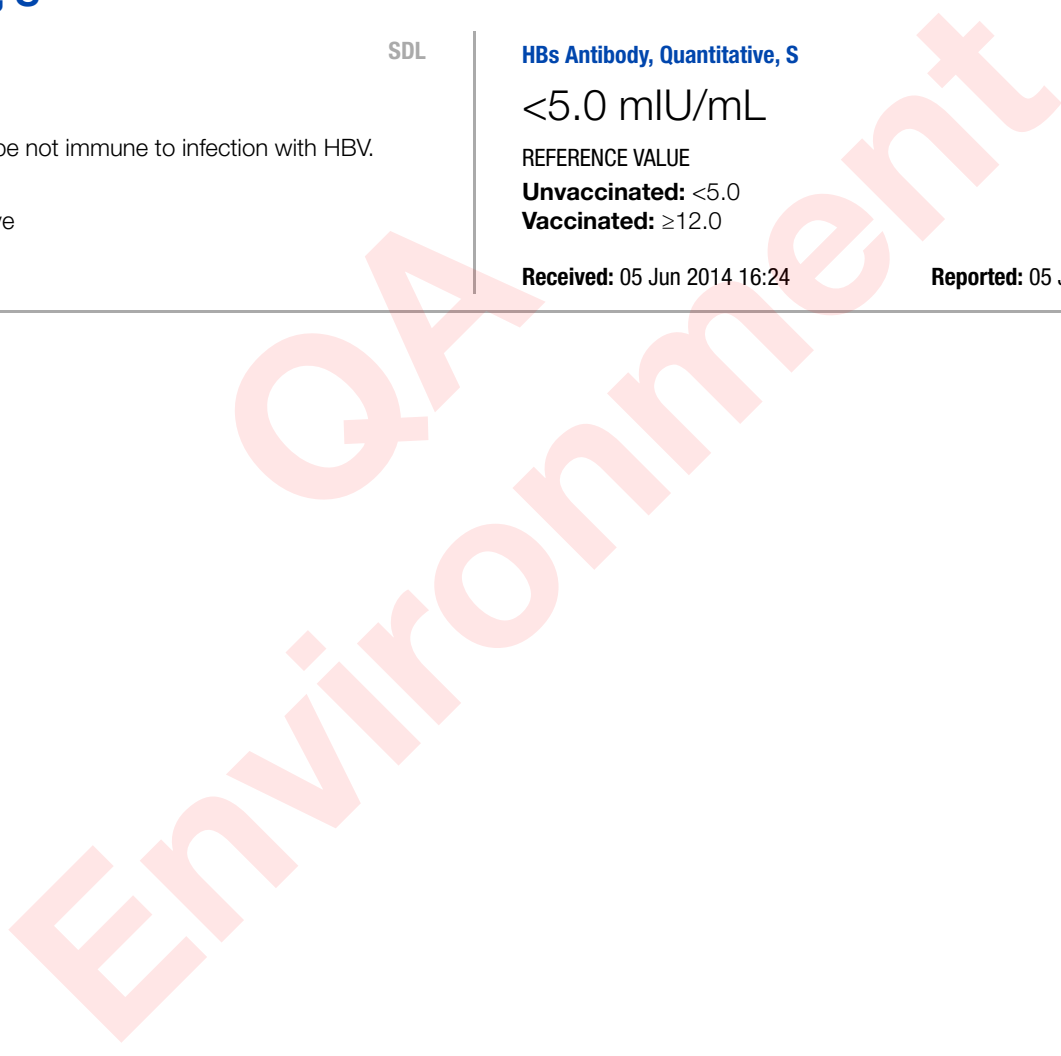 SDL
be not immune to infection with HBV.
HBs Antibody, Quantitative, S
<5.0 mIU/mL
REFERENCE VALUE
Unvaccinated: <5.0
Vaccinated: ≥12.0
Received: 05 Jun 2014 16:24
Reported: 05
QA
Environment